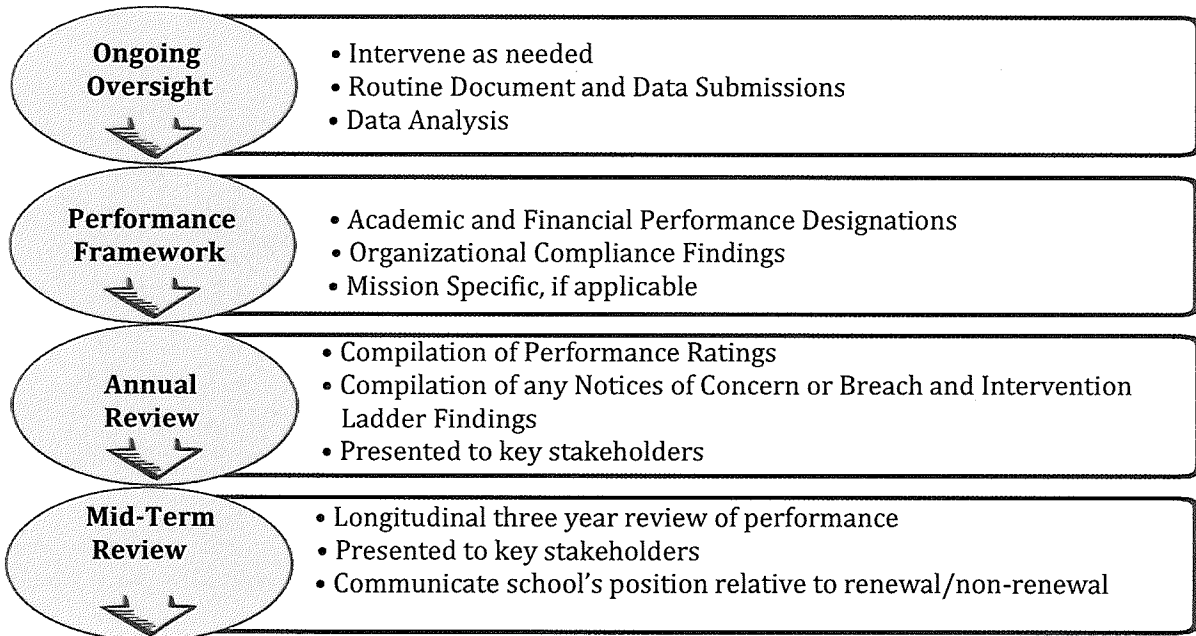 Ongoing
Oversight
• Intervene as needed
• Routine Document and Data Submissions
• Data Analysis
Performance
Framework
• Academic and Financial Performance Designations
• Organizational Compliance Findings
• Mission Specific, if applicable
Annual
Review
• Compilation of Performance Ratings
• Compilation of any Notices of Concern or Breach and Intervention
Ladder Findings
• Presented to key stakeholders
Mid-Term
Review
• Longitudinal three year review of performance
• Presented to key stakeholders
• Communicate school's position relative to renewal/non-renewal